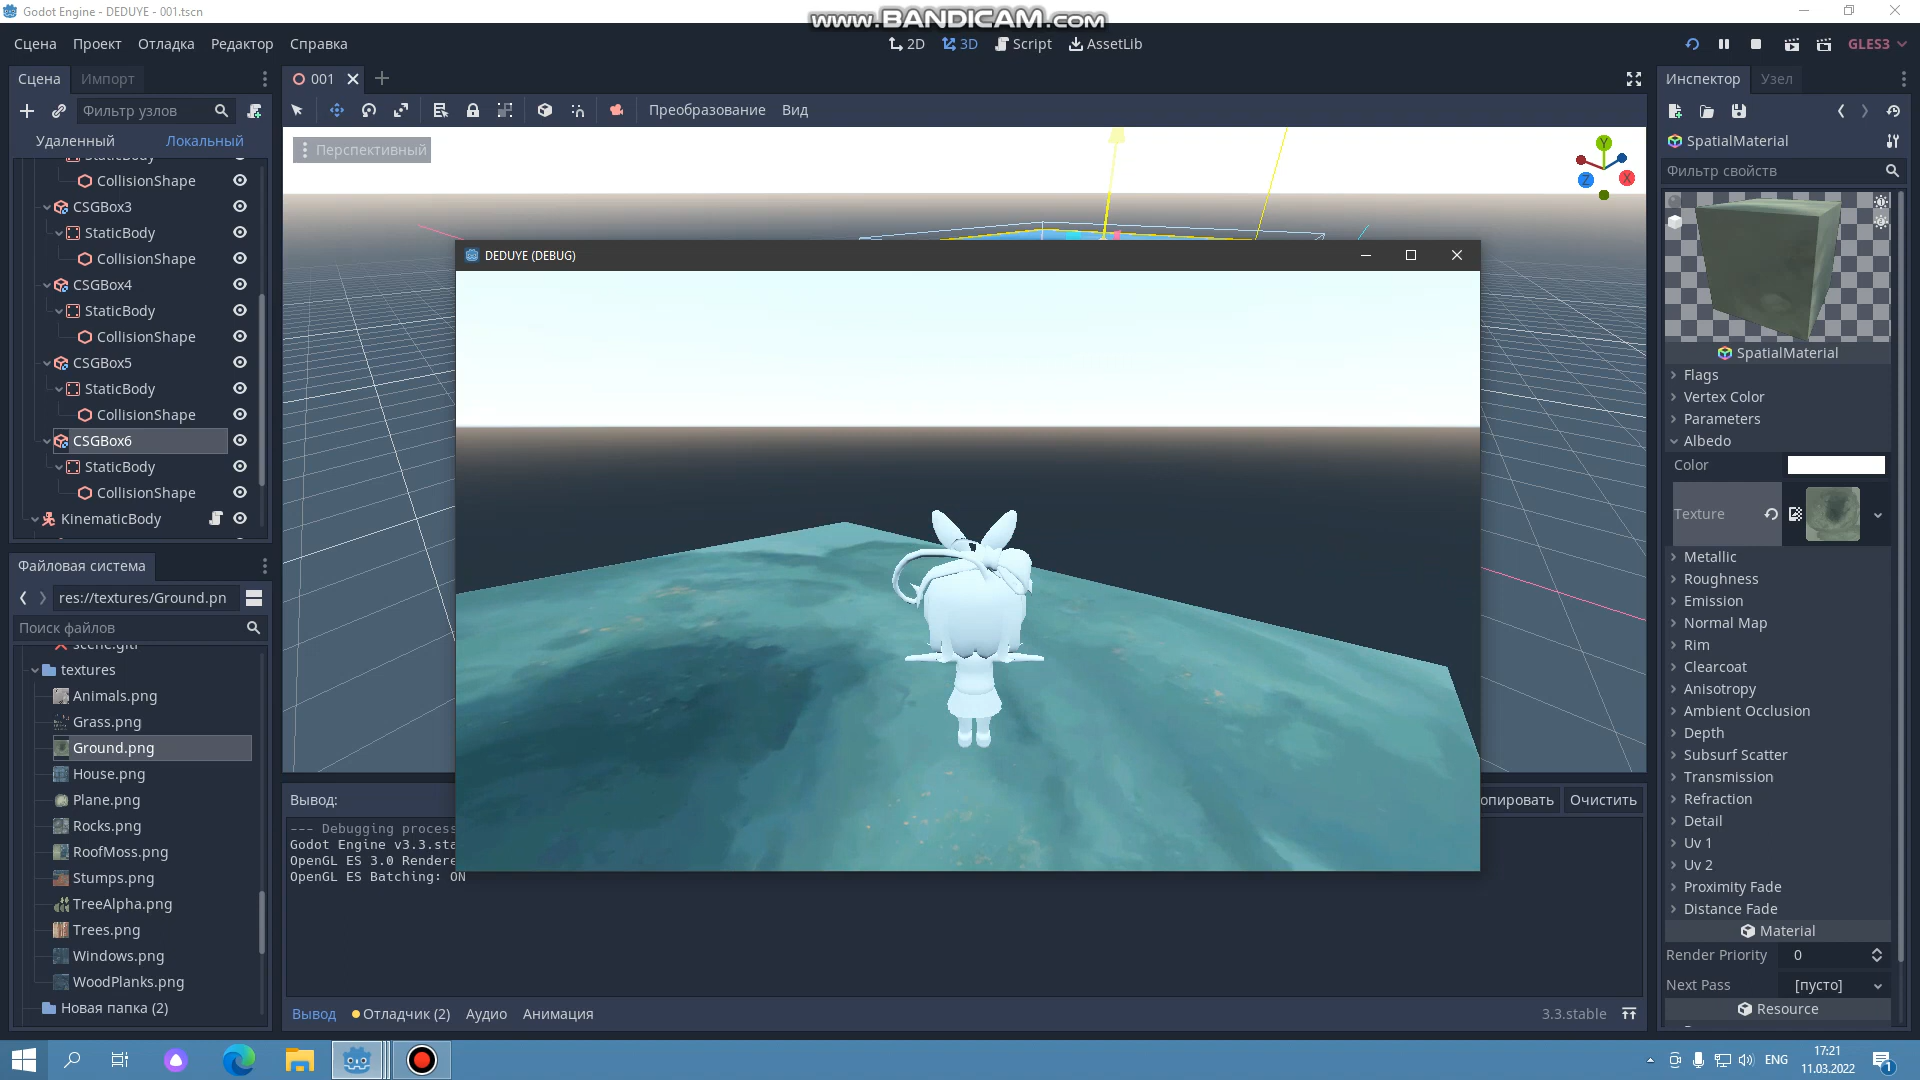 Godot Engine - DEDUYE - 001.tscn
www.BANDICAM.com
Сцена Проект Отладка Редактор Справка
2D 3D Script AssetLib
GLES3
Сцена Импорт
001
Инспектор Узел
Фильтр узлов
Преобразование Вид
Удаленный Локальный
SpatialMaterial
Перспективный
Y
Z
X
Фильтр свойств
StaticBody
CollisionShape
CSGBox3
StaticBody
CollisionShape
CSGBox4
StaticBody
CollisionShape
CSGBox5
StaticBody
CollisionShape
CSGBox6
StaticBody
CollisionShape
KinematicBody
DEDUYE (DEBUG)
SpatialMaterial
Flags
Vertex Color
Parameters
Albedo
Color
Texture
Metallic
Roughness
Emission
Normal Map
Rim
Clearcoat
Anisotropy
Ambient Occlusion
Depth
Subsurf Scatter
Transmission
Refraction
Detail
Uv 1
Uv 2
Proximity Fade
Distance Fade
Material
Render Priority 0
Next Pass [пусто]
Resource
Файловая система
res://textures/Ground.pn
Поиск файлов
scene.gltf
textures
Animals.png
Grass.png
Ground.png
House.png
Plane.png
Rocks.png
RoofMoss.png
Stumps.png
TreeAlpha.png
Trees.png
Windows.png
WoodPlanks.png
Новая папка (2)
Вывод:
опировать Очистить
--- Debugging process
Godot Engine v3.3.sta
OpenGL ES 3.0 Rendere
OpenGL ES Batching: ON
Вывод Отладчик (2) Аудио Анимация
3.3.stable
ENG
17:21
11.03.2022
1